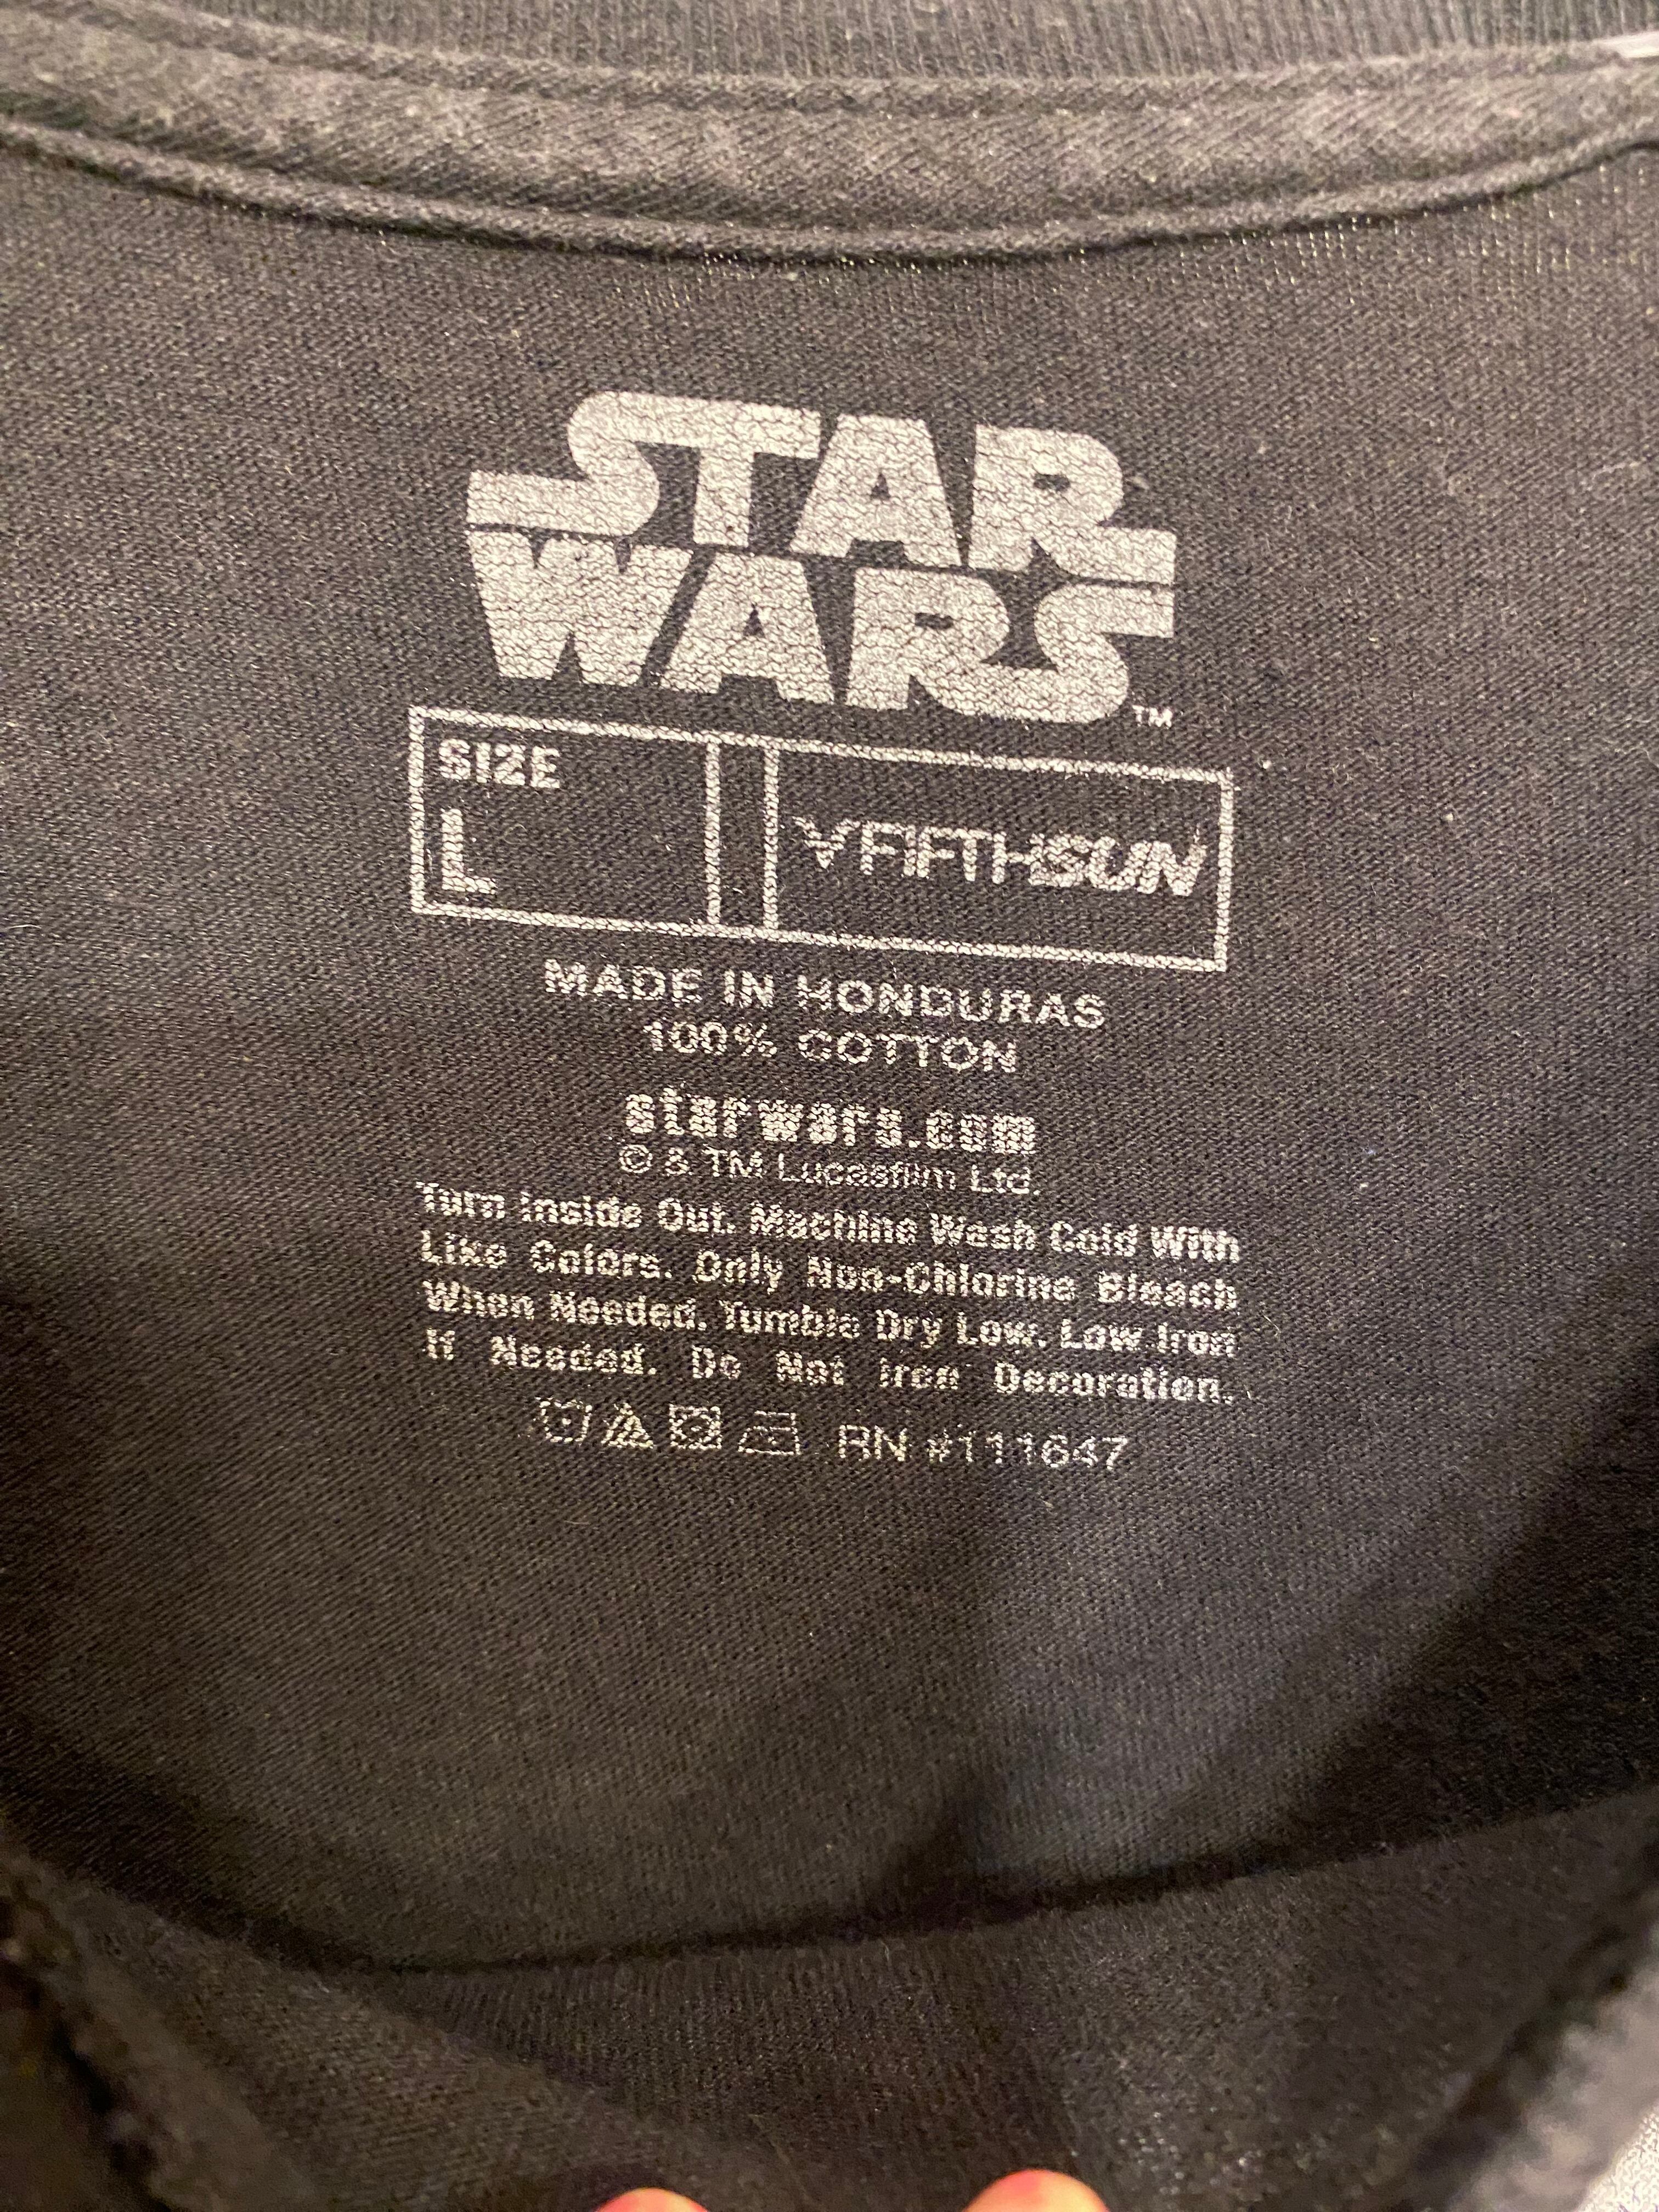 STAR
WARS™
SIZE
L
FIFTHSUN
MADE IN HONDURAS
100% COTTON
starwars.com
© & TM Lucasfilm Ltd.
Turn Inside Out. Machine Wash Cold With
Like Colors. Only Non-Chlorine Bleach
When Needed. Tumble Dry Low. Low Iron
If Needed. Do Not Iron Decoration.
RN #111647